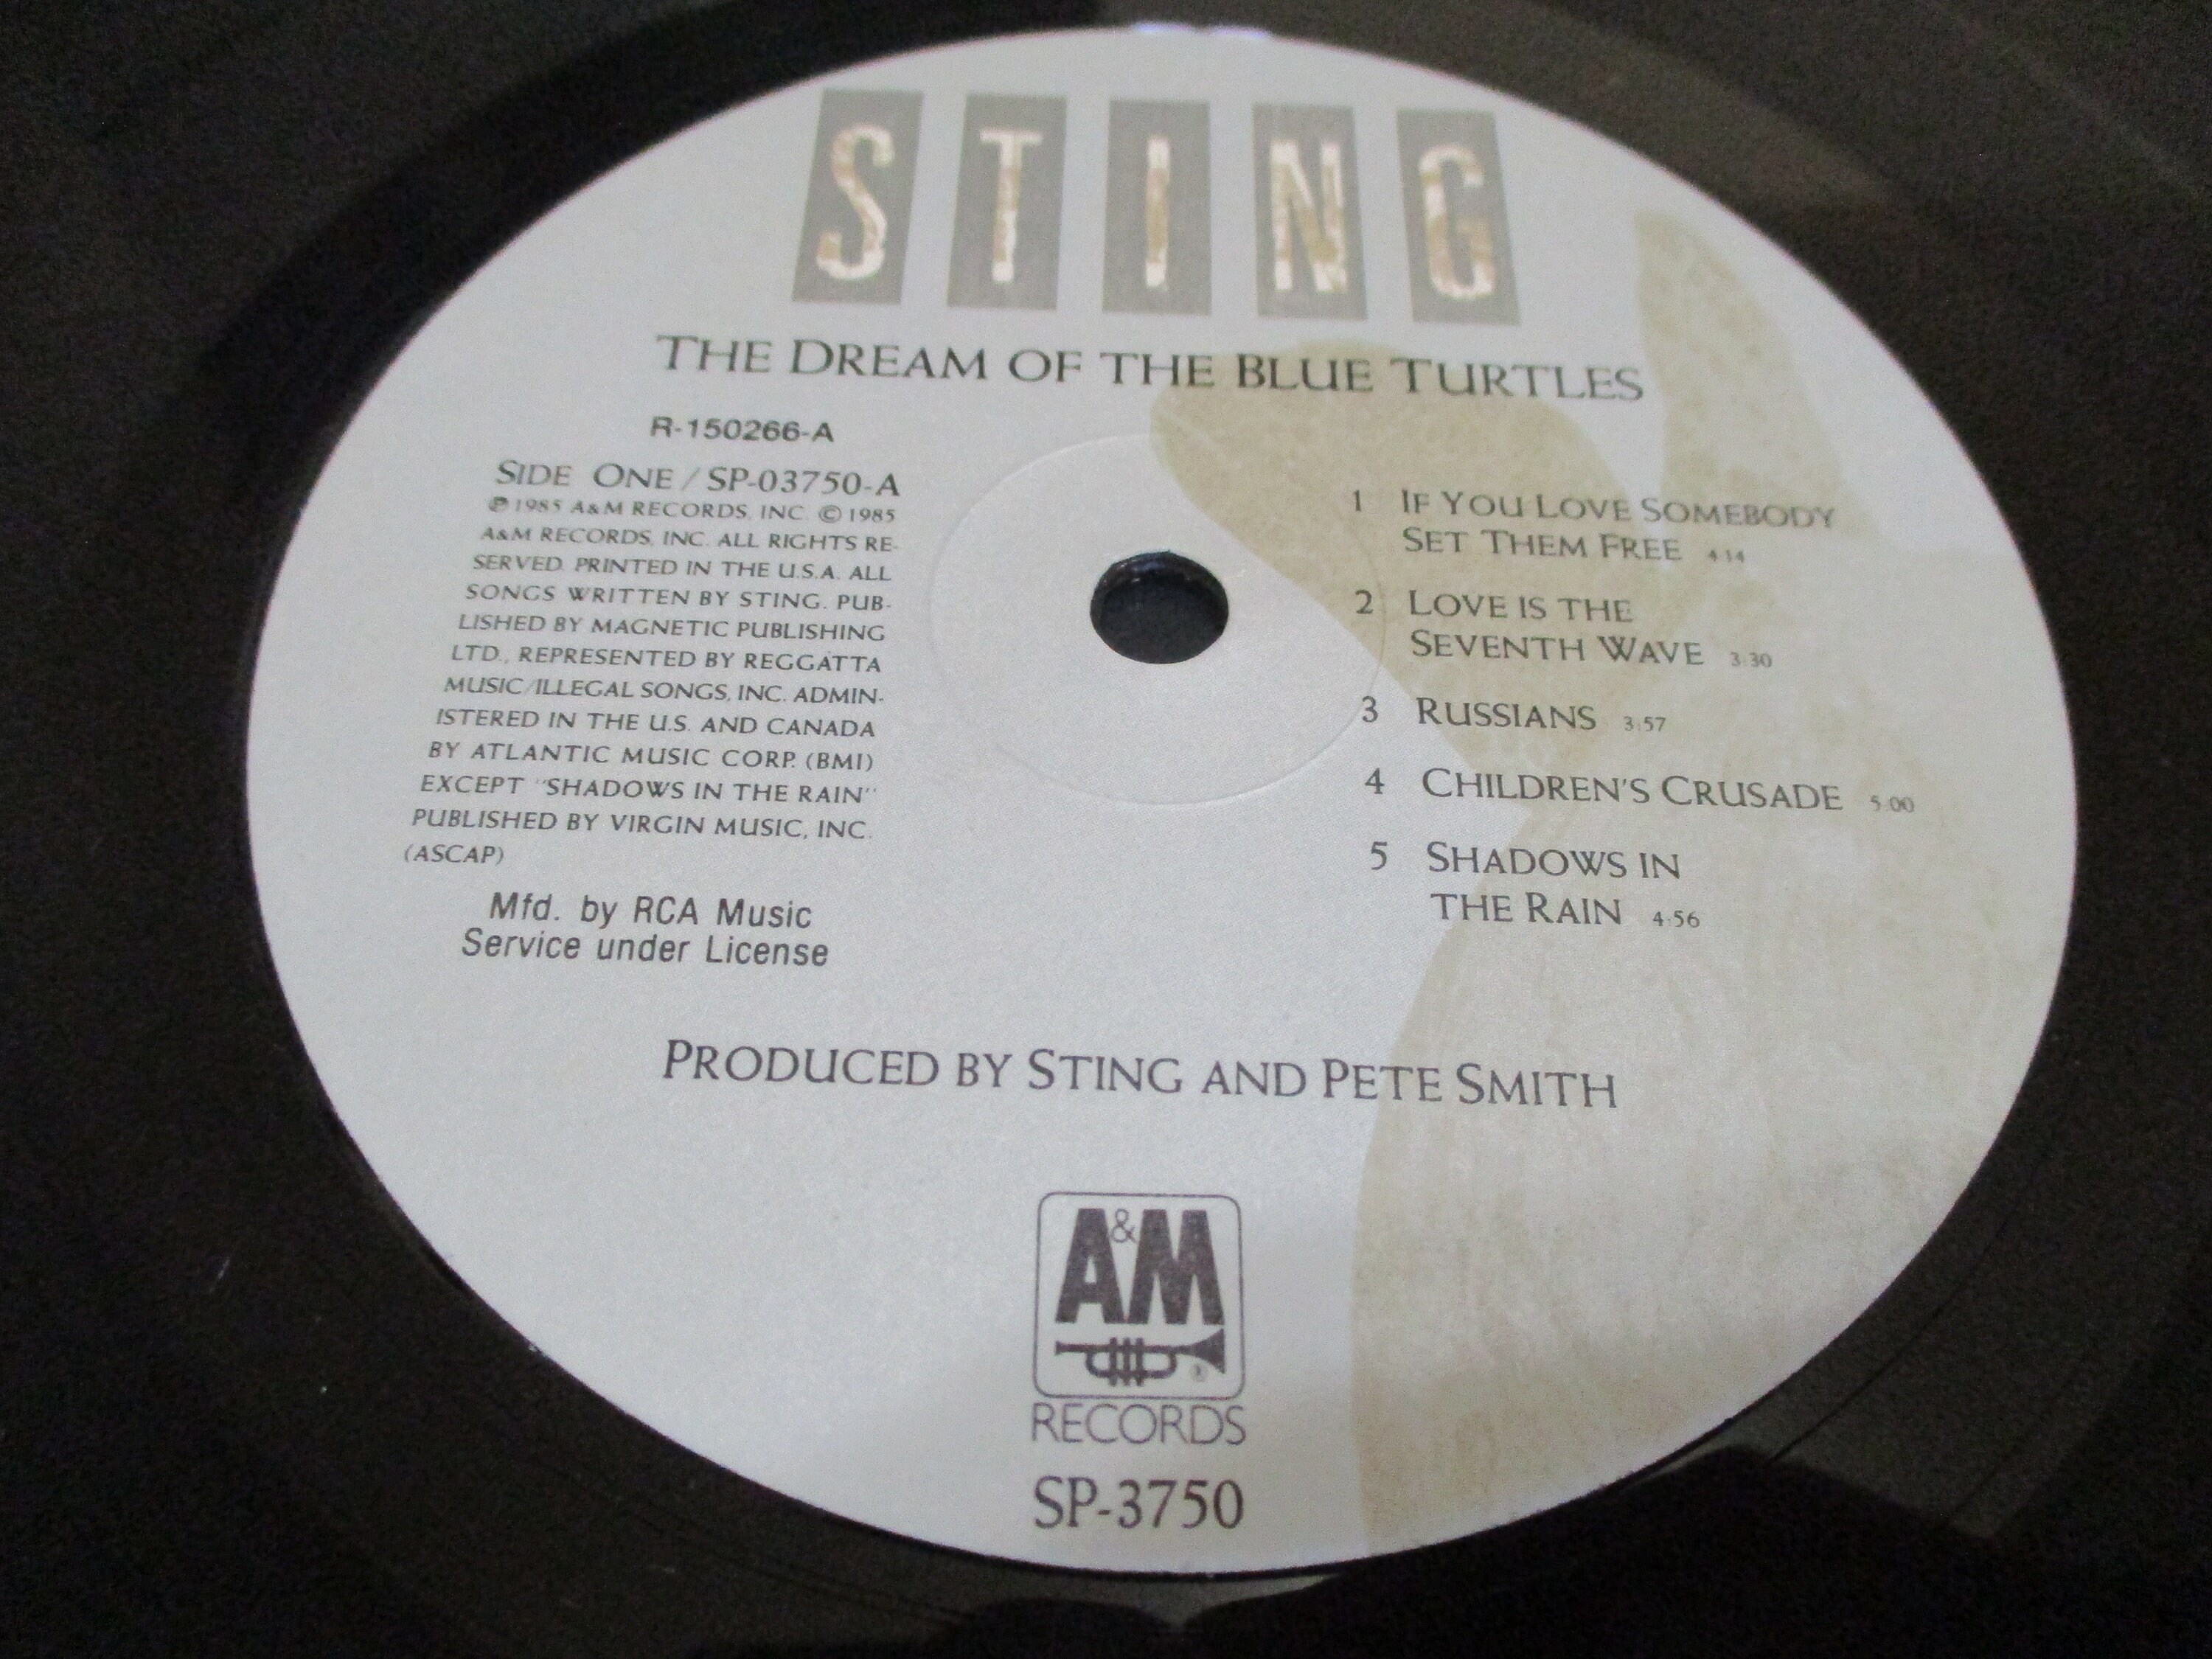 STING
THE DREAM OF THE BLUE TURTLES
R-150266-A
SIDE ONE / SP-03750-A
℗ 1985 A&M RECORDS, INC. © 1985
A&M RECORDS, INC. ALL RIGHTS RE-
SERVED. PRINTED IN THE U.S.A. ALL
SONGS WRITTEN BY STING. PUB-
LISHED BY MAGNETIC PUBLISHING
LTD., REPRESENTED BY REGGATTA
MUSIC/ILLEGAL SONGS, INC. ADMIN-
ISTERED IN THE U.S. AND CANADA
BY ATLANTIC MUSIC CORP. (BMI)
EXCEPT "SHADOWS IN THE RAIN"
PUBLISHED BY VIRGIN MUSIC, INC.
(ASCAP)
Mfd. by RCA Music
Service under License
1 IF YOU LOVE SOMEBODY
SET THEM FREE 4:14
2 LOVE IS THE
SEVENTH WAVE 3:30
3 RUSSIANS 3:57
4 CHILDREN'S CRUSADE 5:00
5 SHADOWS IN
THE RAIN 4:56
PRODUCED BY STING AND PETE SMITH
A&M
®
RECORDS
SP-3750